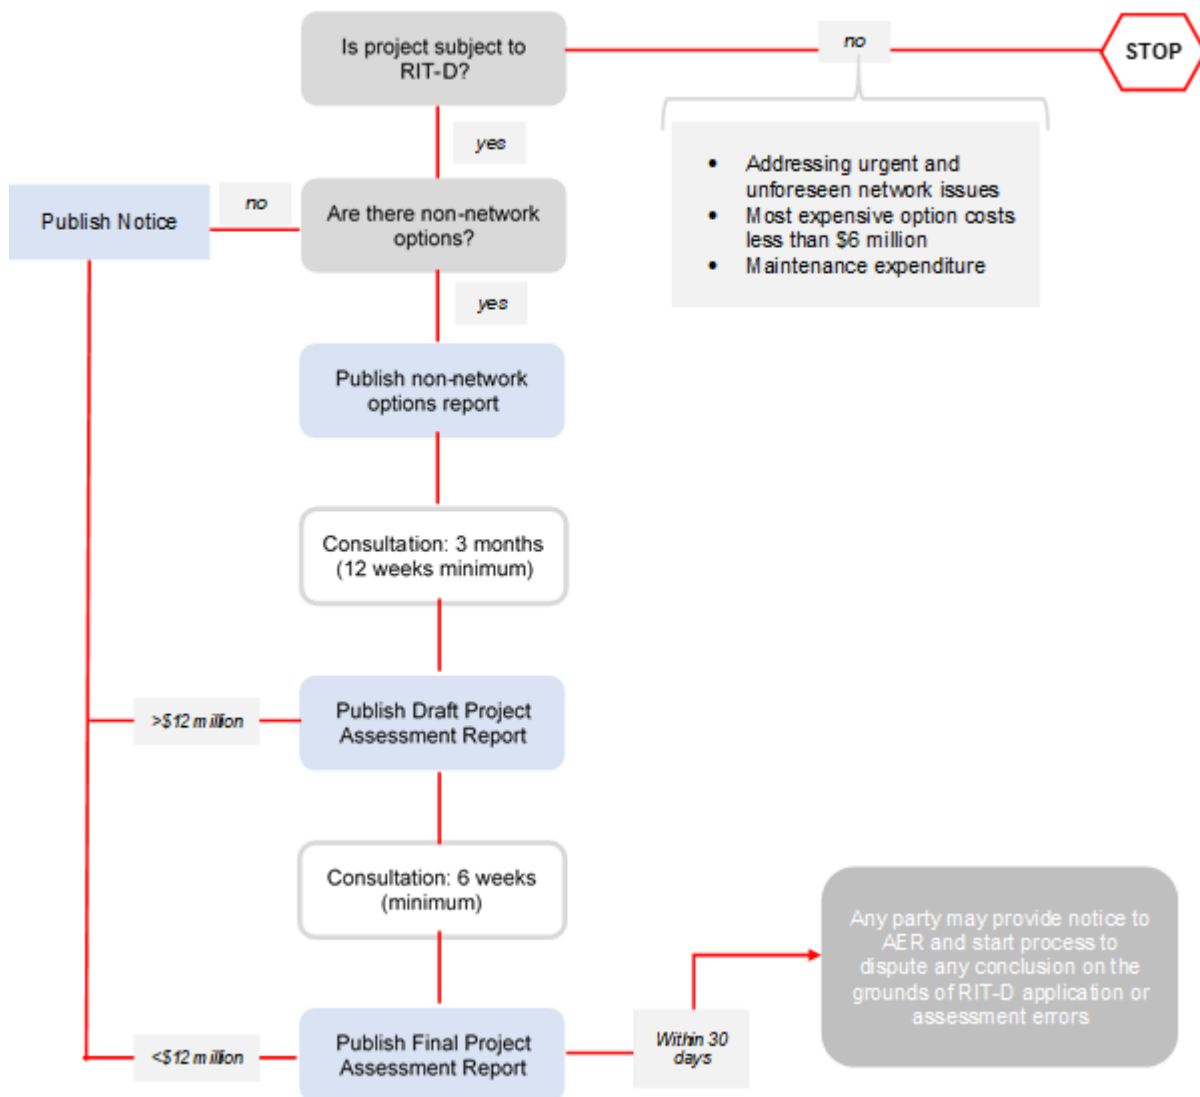 Is project subject to
RIT-D?
no
STOP
yes
• Addressing urgent and
unforeseen network issues
• Most expensive option costs
less than $6 million
• Maintenance expenditure
Publish Notice
no
Are there non-network
options?
yes
Publish non-network
options report
Consultation: 3 months
(12 weeks minimum)
>$12 million
Publish Draft Project
Assessment Report
Consultation: 6 weeks
(minimum)
Any party may provide notice to
AER and start process to
dispute any conclusion on the
grounds of RIT-D application or
assessment errors
<$12 million
Publish Final Project
Assessment Report
Within 30
days